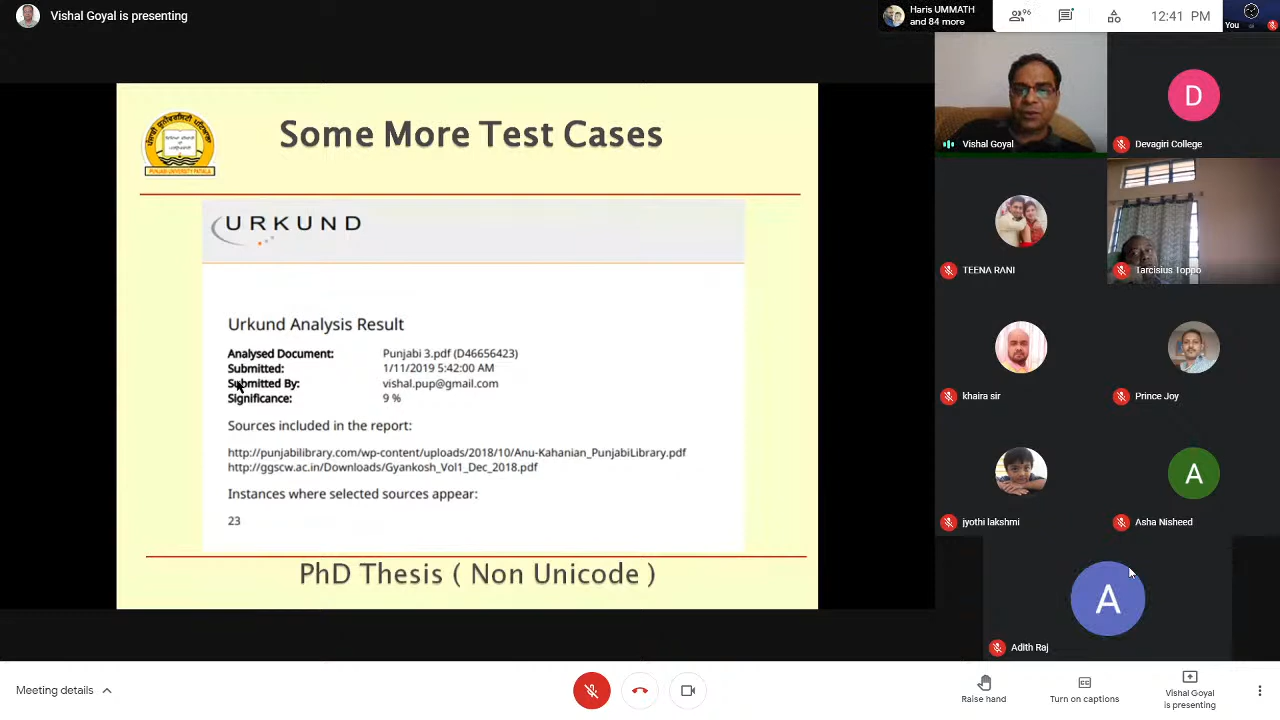 Vishal Goyal is presenting
Haris UMMATH
and 84 more
96
12:41 PM
You
Some More Test Cases
PUNJABI UNIVERSITY PATIALA
URKUND
Urkund Analysis Result
Analysed Document: Punjabi 3.pdf (D46656423)
Submitted: 1/11/2019 5:42:00 AM
Submitted By: vishal.pup@gmail.com
Significance: 9 %
Sources included in the report:
http://punjabilibrary.com/wp-content/uploads/2018/10/Anu-Kahanian_PunjabiLibrary.pdf
http://ggscw.ac.in/Downloads/Gyankosh_Vol1_Dec_2018.pdf
Instances where selected sources appear:
23
PhD Thesis ( Non Unicode )
Vishal Goyal
D
Devagiri College
TEENA RANI
Tarcisius Toppo
khaira sir
Prince Joy
jyothi lakshmi
A
Asha Nisheed
A
Adith Raj
Meeting details
Raise hand
CC
Turn on captions
Vishal Goyal
is presenting